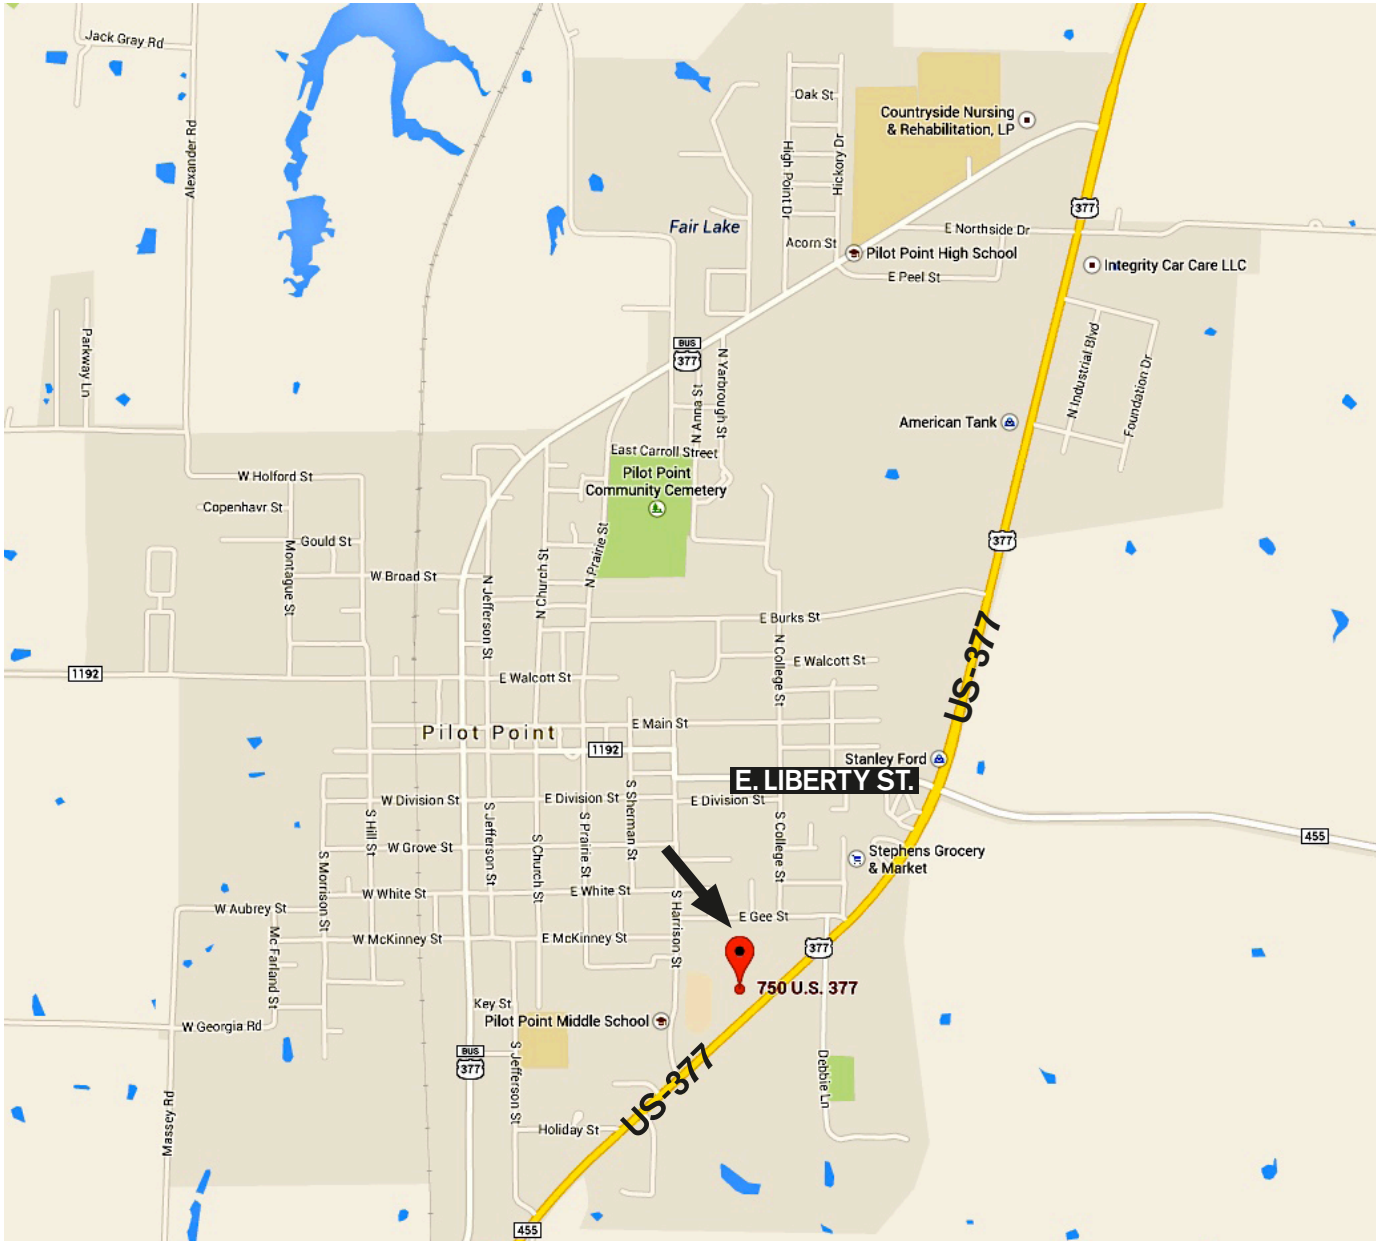 Jack Gray Rd
Alexander Rd
Oak St
Countryside Nursing
& Rehabilitation, LP
High Point Dr
Hickory Dr
377
Fair Lake
E Northside Dr
Acorn St
Pilot Point High School
E Peel St
Integrity Car Care LLC
Parkway Ln
BUS
377
N Yarbrough St
N Anna St
N Industrial Blvd
Foundation Dr
American Tank
East Carroll Street
Pilot Point
Community Cemetery
W Holford St
Copenhavr St
Gould St
Montague St
W Broad St
N Jefferson St
N Church St
N Prairie St
377
E Burks St
US-377
N College St
E Walcott St
1192
E Walcott St
E Main St
Pilot Point
1192
Stanley Ford
E. LIBERTY ST.
W Division St
E Division St
E Division St
S Sherman St
S Hill St
S Jefferson St
S Church St
S Prairie St
S College St
455
W Grove St
Stephens Grocery
& Market
S Morrison St
W White St
E White St
W Aubrey St
S Harrison St
E Gee St
Mc Farland St
W McKinney St
E McKinney St
377
750 U.S. 377
Key St
Pilot Point Middle School
W Georgia Rd
BUS
377
S Jefferson St
US-377
Debbie Ln
Massey Rd
Holiday St
455